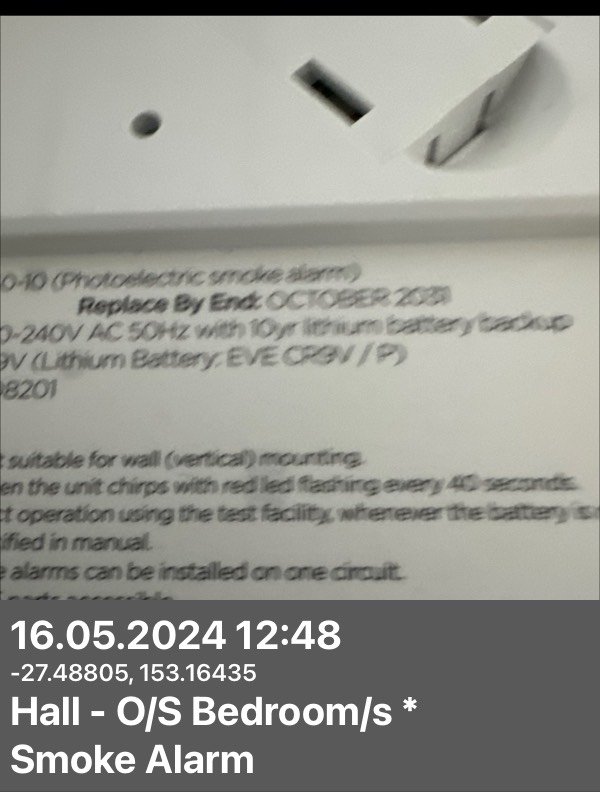 0-10 (Photoelectric smoke alarm)
Replace By End: OCTOBER 2031
0-240V AC 50Hz with 10yr lithium battery backup
9V (Lithium Battery: EVE CR9V / P)
08201
t suitable for wall (vertical) mounting.
en the unit chirps with red led flashing every 40 seconds.
ct operation using the test facility, whenever the battery is
ified in manual.
e alarms can be installed on one circuit.
16.05.2024 12:48
-27.48805, 153.16435
Hall - O/S Bedroom/s *
Smoke Alarm